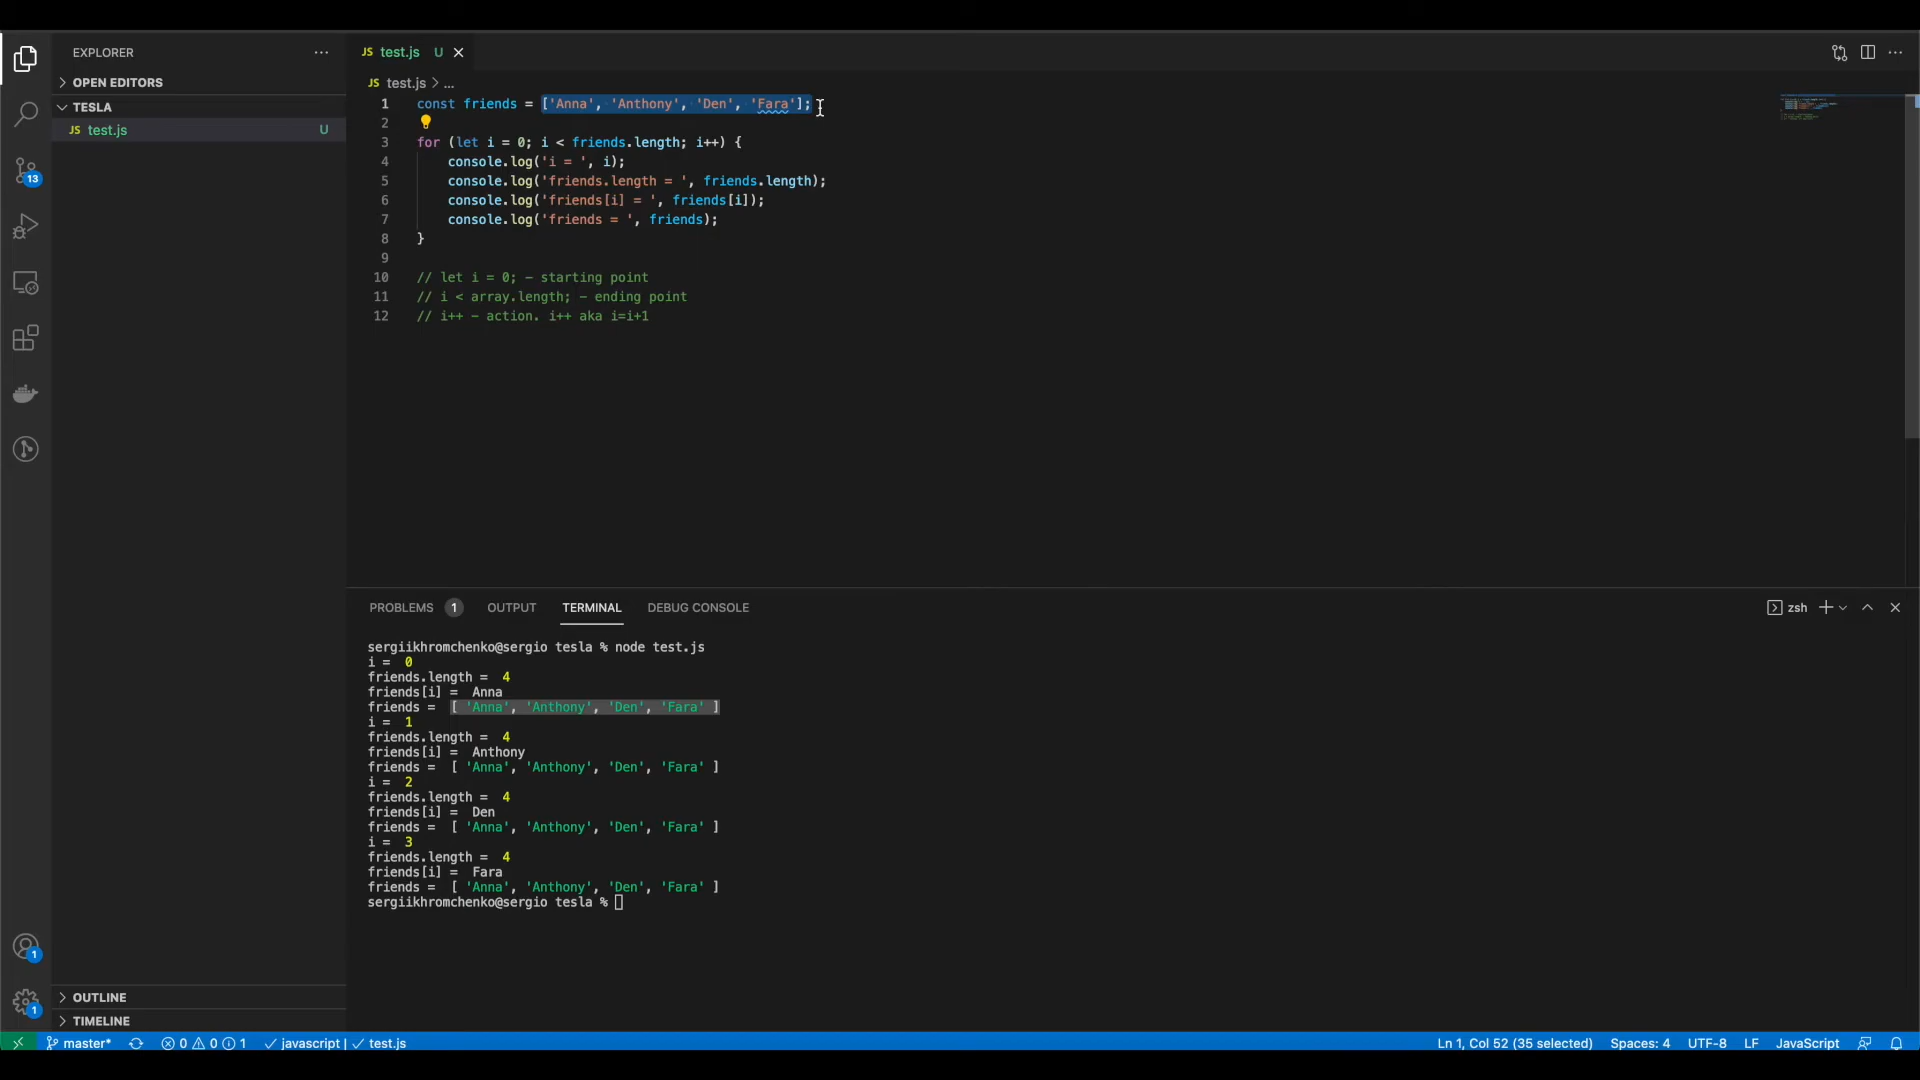 EXPLORER
OPEN EDITORS
TESLA
JS test.js U
13
1
1
OUTLINE
TIMELINE
JS test.js U
JS test.js > ...
1 const friends = ['Anna', 'Anthony', 'Den', 'Fara'];
2
3 for (let i = 0; i < friends.length; i++) {
4 console.log('i = ', i);
5 console.log('friends.length = ', friends.length);
6 console.log('friends[i] = ', friends[i]);
7 console.log('friends = ', friends);
8 }
9
10 // let i = 0; - starting point
11 // i < array.length; - ending point
12 // i++ - action. i++ aka i=i+1
PROBLEMS 1 OUTPUT TERMINAL DEBUG CONSOLE zsh
sergiikhromchenko@sergio tesla % node test.js
i = 0
friends.length = 4
friends[i] = Anna
friends = [ 'Anna', 'Anthony', 'Den', 'Fara' ]
i = 1
friends.length = 4
friends[i] = Anthony
friends = [ 'Anna', 'Anthony', 'Den', 'Fara' ]
i = 2
friends.length = 4
friends[i] = Den
friends = [ 'Anna', 'Anthony', 'Den', 'Fara' ]
i = 3
friends.length = 4
friends[i] = Fara
friends = [ 'Anna', 'Anthony', 'Den', 'Fara' ]
sergiikhromchenko@sergio tesla %
master* 0 0 1 javascript | test.js Ln 1, Col 52 (35 selected) Spaces: 4 UTF-8 LF JavaScript